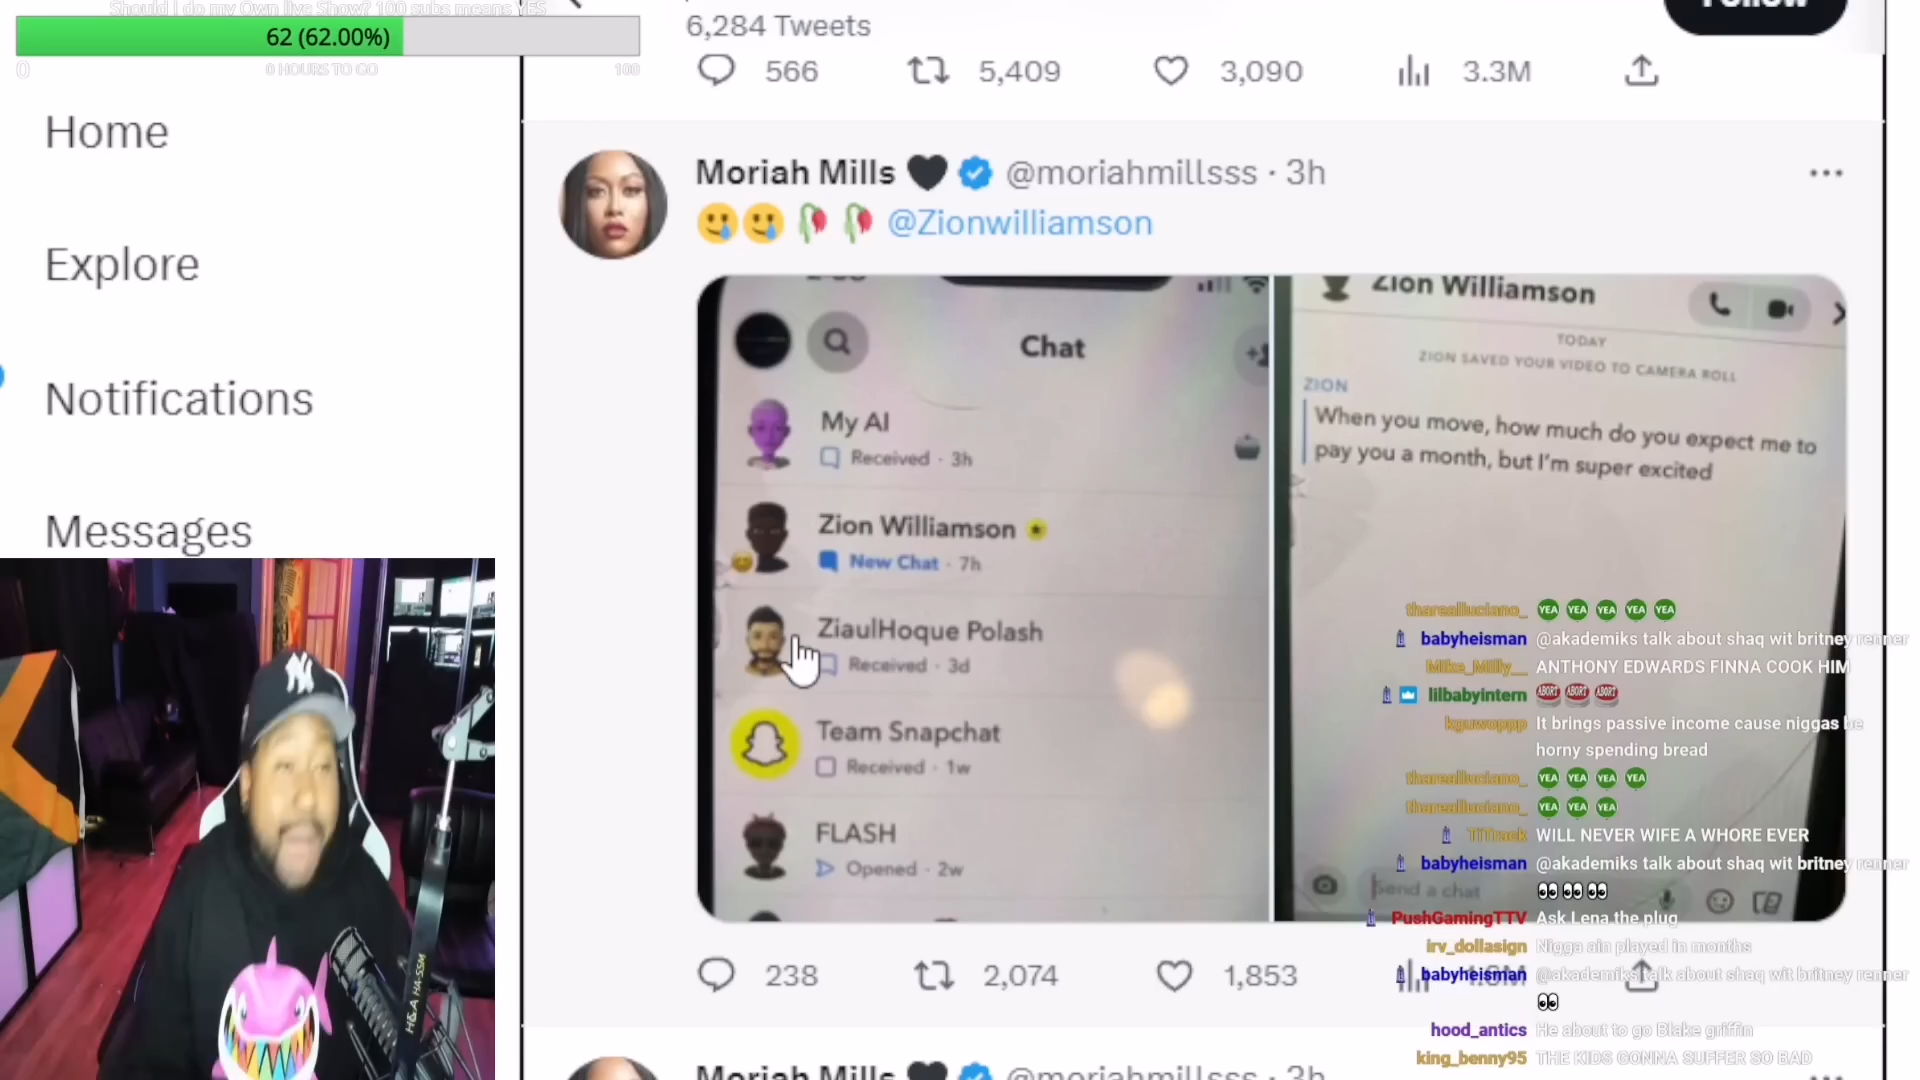 Should I do my Own live Show? 100 subs means YES
62 (62.00%)
0 HOURS TO GO
100
Home
Explore
Notifications
Messages
6,284 Tweets
Follow
566 5,409 3,090 3.3M
Moriah Mills @moriahmillsss · 3h
@Zionwilliamson
Chat
My AI
Received · 3h
Zion Williamson
New Chat · 7h
ZiaulHoque Polash
Received · 3d
Team Snapchat
Received · 1w
FLASH
Opened · 2w
Zion Williamson
TODAY
ZION SAVED YOUR VIDEO TO CAMERA ROLL
ZION
When you move, how much do you expect me to
pay you a month, but I'm super excited
Send a chat
238 2,074 1,853
Moriah Mills @moriahmillsss · 3h
tharealluciano_ YEA YEA YEA YEA YEA
babyheisman @akademiks talk about shaq wit britney renner
Mike_Milly__ ANTHONY EDWARDS FINNA COOK HIM
lilbabyintern ABORT ABORT ABORT
kguwoppp It brings passive income cause niggas be
horny spending bread
tharealluciano_ YEA YEA YEA YEA
tharealluciano_ YEA YEA YEA
WILL NEVER WIFE A WHORE EVER
babyheisman @akademiks talk about shaq wit britney renner
PushGamingTTV Ask Lena the plug
irv_dollasign Nigga ain played in months
babyheisman @akademiks talk about shaq wit britney renner
hood_antics He about to go Blake griffin
king_benny95 THE KIDS GONNA SUFFER SO BAD
NY
H&A HA-SSM